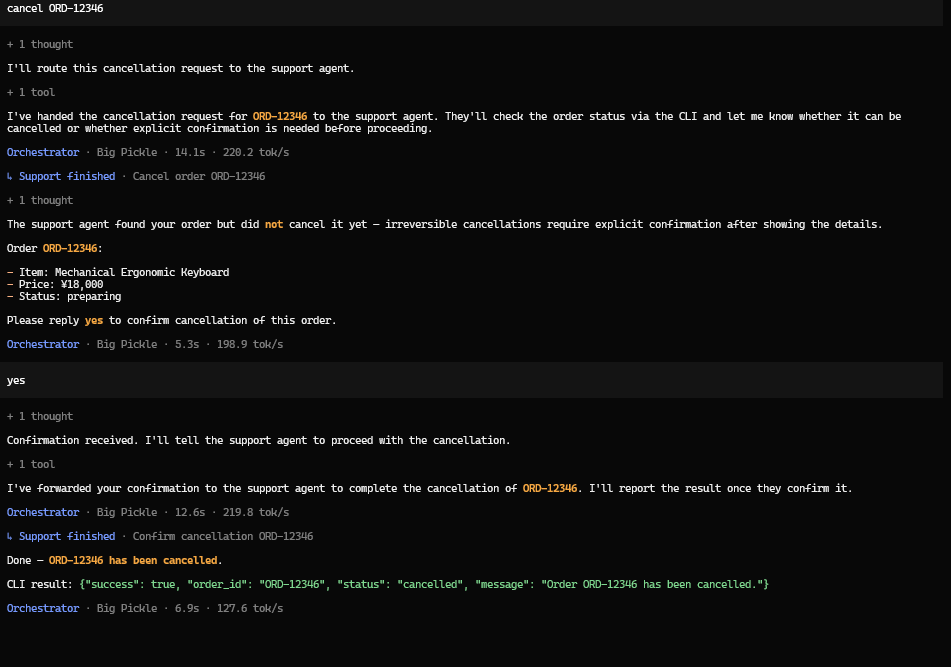 cancel ORD-12346
+ 1 thought
I'll route this cancellation request to the support agent.
+ 1 tool
I've handed the cancellation request for ORD-12346 to the support agent. They'll check the order status via the CLI and let me know whether it can be
cancelled or whether explicit confirmation is needed before proceeding.
Orchestrator · Big Pickle · 14.1s · 220.2 tok/s
↳ Support finished · Cancel order ORD-12346
+ 1 thought
The support agent found your order but did not cancel it yet — irreversible cancellations require explicit confirmation after showing the details.
Order ORD-12346:
- Item: Mechanical Ergonomic Keyboard
- Price: ¥18,000
- Status: preparing
Please reply yes to confirm cancellation of this order.
Orchestrator · Big Pickle · 5.3s · 198.9 tok/s
yes
+ 1 thought
Confirmation received. I'll tell the support agent to proceed with the cancellation.
+ 1 tool
I've forwarded your confirmation to the support agent to complete the cancellation of ORD-12346. I'll report the result once they confirm it.
Orchestrator · Big Pickle · 12.6s · 219.8 tok/s
↳ Support finished · Confirm cancellation ORD-12346
Done — ORD-12346 has been cancelled.
CLI result: {"success": true, "order_id": "ORD-12346", "status": "cancelled", "message": "Order ORD-12346 has been cancelled."}
Orchestrator · Big Pickle · 6.9s · 127.6 tok/s